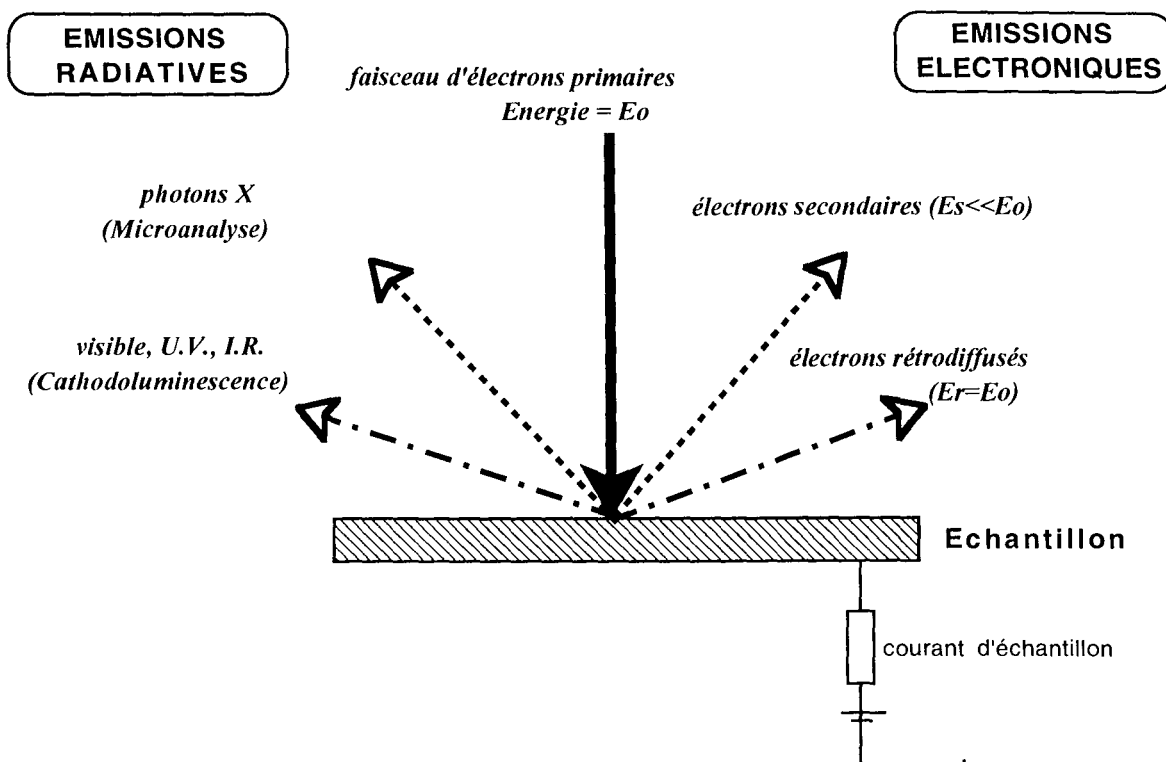 EMISSIONS
RADIATIVES
faisceau d'électrons primaires
Energie = Eo
EMISSIONS
ELECTRONIQUES
photons X
(Microanalyse)
électrons secondaires (Es<<Eo)
visible, U.V., I.R.
(Cathodoluminescence)
électrons rétrodiffusés
(Er=Eo)
Echantillon
courant d'échantillon